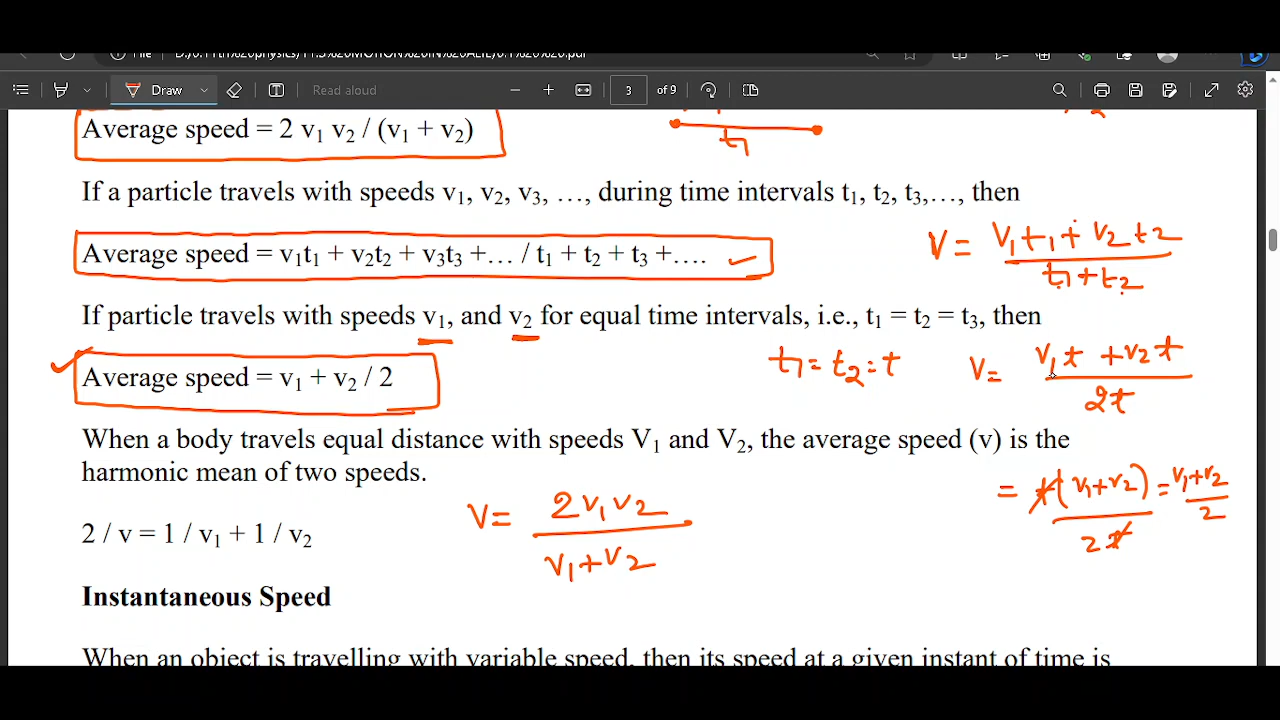 Draw
Read aloud
3 of 9
Average speed = 2 v₁ v₂ / (v₁ + v₂)
t₁
If a particle travels with speeds v₁, v₂, v₃, …, during time intervals t₁, t₂, t₃,…, then
Average speed = v₁t₁ + v₂t₂ + v₃t₃ +… / t₁ + t₂ + t₃ +….
V = V₁t₁ + V₂t₂ / t₁+t₂
If particle travels with speeds v₁, and v₂ for equal time intervals, i.e., t₁ = t₂ = t₃, then
Average speed = v₁ + v₂ / 2
t₁ = t₂ = t
V = V₁t + V₂t / 2t
When a body travels equal distance with speeds V₁ and V₂, the average speed (v) is the
harmonic mean of two speeds.
= t(V₁+V₂) / 2t = V₁+V₂ / 2
V = 2V₁V₂ / V₁+V₂
2 / v = 1 / v₁ + 1 / v₂
Instantaneous Speed
When an object is travelling with variable speed, then its speed at a given instant of time is